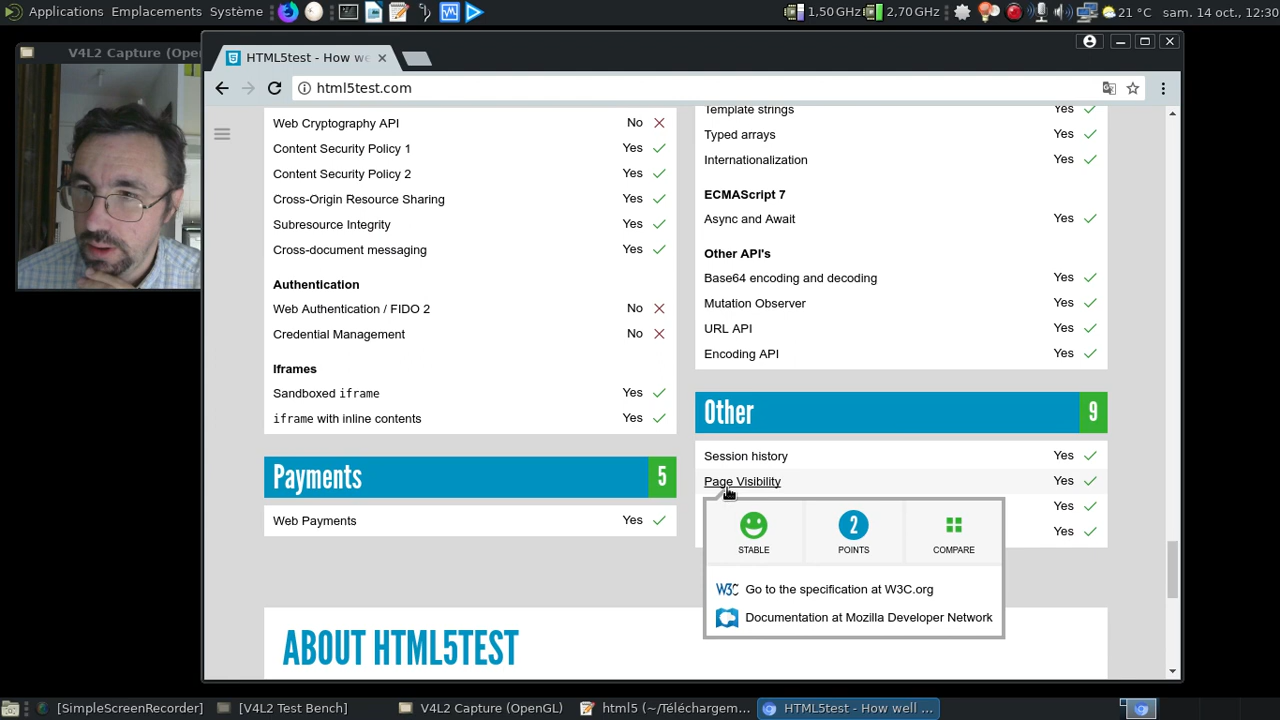 Applications Emplacements Système
1,50 GHz 2,70 GHz 21 °C sam. 14 oct., 12:30
V4L2 Capture (Open
HTML5test - How we
html5test.com
Web Cryptography API No
Content Security Policy 1 Yes
Content Security Policy 2 Yes
Cross-Origin Resource Sharing Yes
Subresource Integrity Yes
Cross-document messaging Yes
Authentication
Web Authentication / FIDO 2 No
Credential Management No
Iframes
Sandboxed iframe Yes
iframe with inline contents Yes
Payments 5
Web Payments Yes
Template strings Yes
Typed arrays Yes
Internationalization Yes
ECMAScript 7
Async and Await Yes
Other API's
Base64 encoding and decoding Yes
Mutation Observer Yes
URL API Yes
Encoding API Yes
Other 9
Session history Yes
Page Visibility Yes
Yes
Yes
STABLE
2 POINTS
COMPARE
W3C Go to the specification at W3C.org
Documentation at Mozilla Developer Network
ABOUT HTML5TEST
[SimpleScreenRecorder] [V4L2 Test Bench] V4L2 Capture (OpenGL) html5 (~/Téléchargem... HTML5test - How well ...